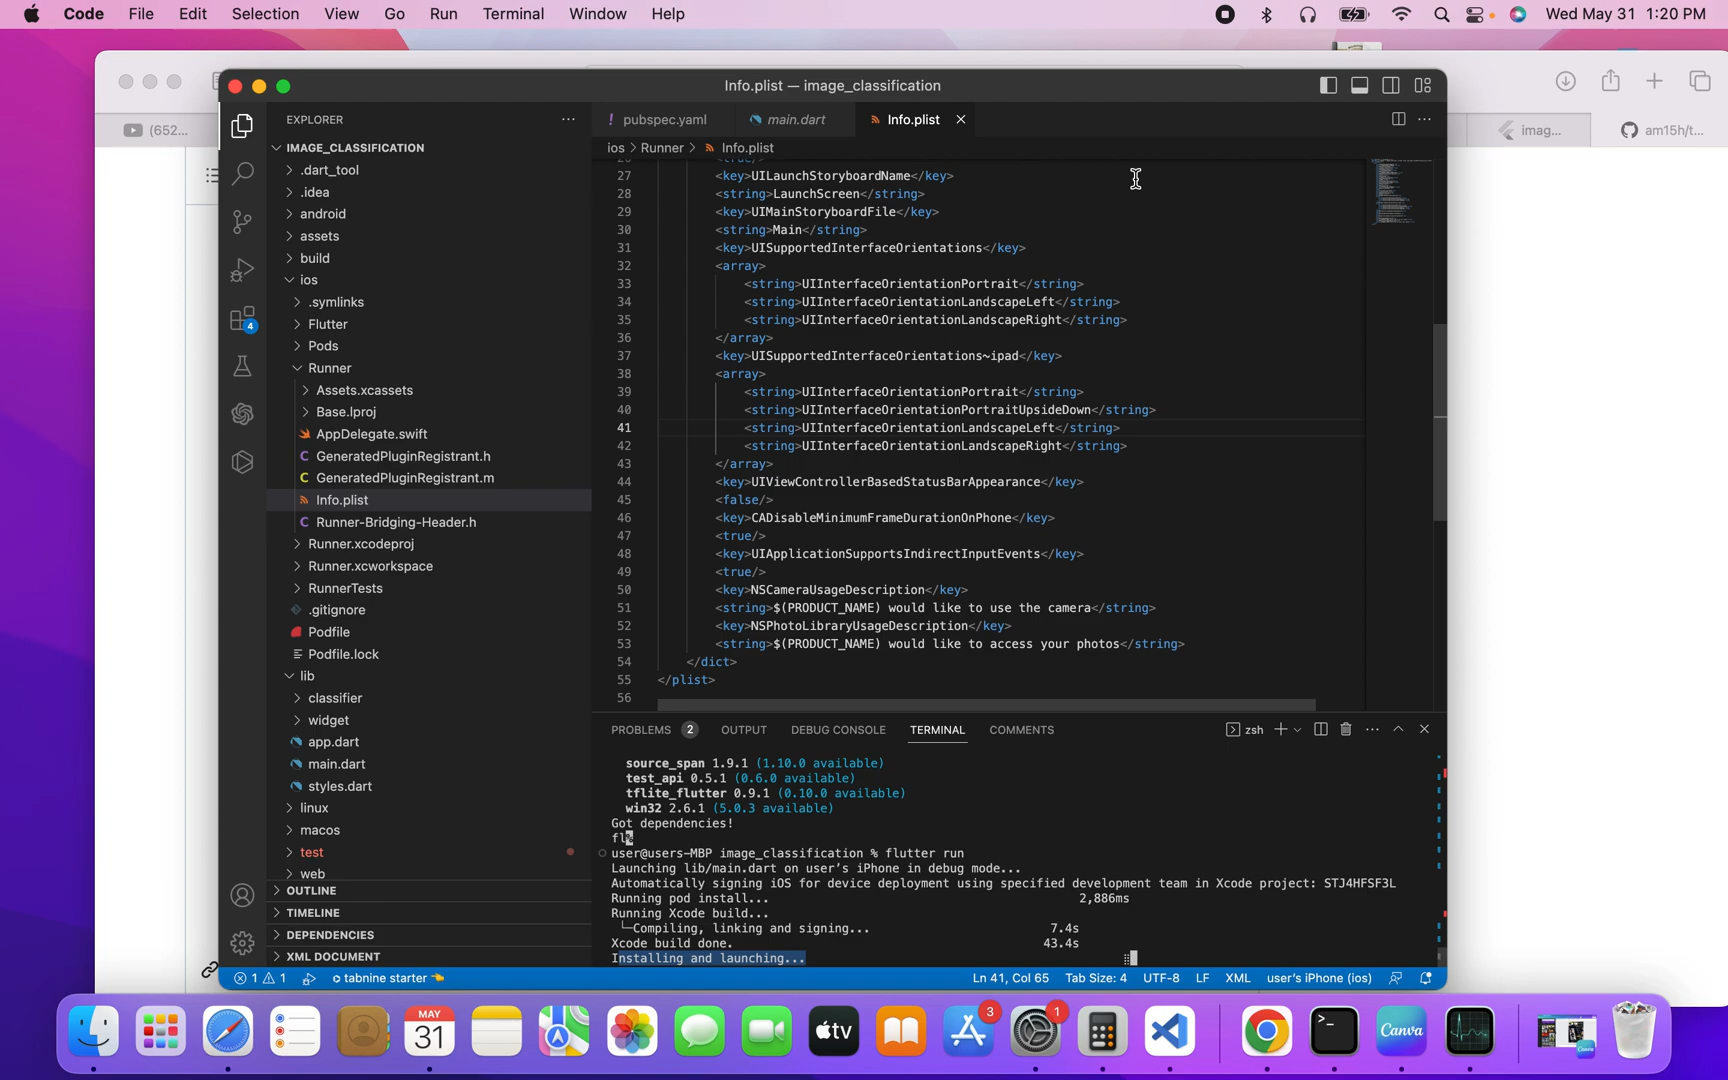 Code File Edit Selection View Go Run Terminal Window Help Wed May 31 1:20 PM
Info.plist — image_classification
(652...
imag...
am15h/t...
EXPLORER
IMAGE_CLASSIFICATION
.dart_tool
.idea
android
assets
build
ios
.symlinks
Flutter
Pods
Runner
Assets.xcassets
Base.lproj
AppDelegate.swift
GeneratedPluginRegistrant.h
GeneratedPluginRegistrant.m
Info.plist
Runner-Bridging-Header.h
Runner.xcodeproj
Runner.xcworkspace
RunnerTests
.gitignore
Podfile
Podfile.lock
lib
classifier
widget
app.dart
main.dart
styles.dart
linux
macos
test
web
OUTLINE
TIMELINE
DEPENDENCIES
XML DOCUMENT
4
! pubspec.yaml main.dart Info.plist
ios > Runner > Info.plist
27 <key>UILaunchStoryboardName</key>
28 <string>LaunchScreen</string>
29 <key>UIMainStoryboardFile</key>
30 <string>Main</string>
31 <key>UISupportedInterfaceOrientations</key>
32 <array>
33 <string>UIInterfaceOrientationPortrait</string>
34 <string>UIInterfaceOrientationLandscapeLeft</string>
35 <string>UIInterfaceOrientationLandscapeRight</string>
36 </array>
37 <key>UISupportedInterfaceOrientations~ipad</key>
38 <array>
39 <string>UIInterfaceOrientationPortrait</string>
40 <string>UIInterfaceOrientationPortraitUpsideDown</string>
41 <string>UIInterfaceOrientationLandscapeLeft</string>
42 <string>UIInterfaceOrientationLandscapeRight</string>
43 </array>
44 <key>UIViewControllerBasedStatusBarAppearance</key>
45 <false/>
46 <key>CADisableMinimumFrameDurationOnPhone</key>
47 <true/>
48 <key>UIApplicationSupportsIndirectInputEvents</key>
49 <true/>
50 <key>NSCameraUsageDescription</key>
51 <string>$(PRODUCT_NAME) would like to use the camera</string>
52 <key>NSPhotoLibraryUsageDescription</key>
53 <string>$(PRODUCT_NAME) would like to access your photos</string>
54 </dict>
55 </plist>
56
PROBLEMS 2 OUTPUT DEBUG CONSOLE TERMINAL COMMENTS zsh
source_span 1.9.1 (1.10.0 available)
test_api 0.5.1 (0.6.0 available)
tflite_flutter 0.9.1 (0.10.0 available)
win32 2.6.1 (5.0.3 available)
Got dependencies!
fl%
user@users-MBP image_classification % flutter run
Launching lib/main.dart on user's iPhone in debug mode...
Automatically signing iOS for device deployment using specified development team in Xcode project: STJ4HFSF3L
Running pod install... 2,886ms
Running Xcode build...
└─Compiling, linking and signing... 7.4s
Xcode build done. 43.4s
Installing and launching...
1 1 tabnine starter Ln 41, Col 65 Tab Size: 4 UTF-8 LF XML user's iPhone (ios)
MAY
31
tv
3
1
>_
Canva